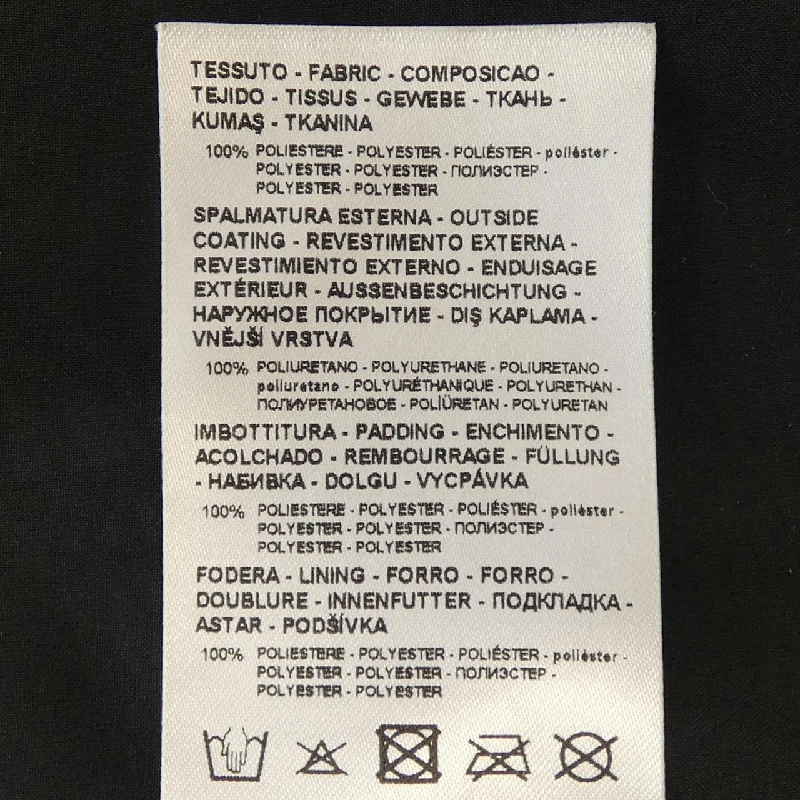 TESSUTO - FABRIC - COMPOSICAO -
TEJIDO - TISSUS - GEWEBE - ТКАНЬ -
KUMAŞ - TKANINA
100% POLIESTERE - POLYESTER - POLIÉSTER - poliéster -
POLYESTER - POLYESTER - ПОЛИЭСТЕР -
POLYESTER - POLYESTER
SPALMATURA ESTERNA - OUTSIDE
COATING - REVESTIMENTO EXTERNA -
REVESTIMIENTO EXTERNO - ENDUISAGE
EXTÉRIEUR - AUSSENBESCHICHTUNG -
НАРУЖНОЕ ПОКРЫТИЕ - DIŞ KAPLAMA -
VNĚJŠÍ VRSTVA
100% POLIURETANO - POLYURETHANE - POLIURETANO -
poliuretano - POLYURÉTHANIQUE - POLYURETHAN -
ПОЛИУРЕТАНОВОЕ - POLİÜRETAN - POLYURETAN
IMBOTTITURA - PADDING - ENCHIMENTO -
ACOLCHADO - REMBOURRAGE - FÜLLUNG
- НАБИВКА - DOLGU - VYCPÁVKA
100% POLIESTERE - POLYESTER - POLIÉSTER - poliéster -
POLYESTER - POLYESTER - ПОЛИЭСТЕР -
POLYESTER - POLYESTER
FODERA - LINING - FORRO - FORRO -
DOUBLURE - INNENFUTTER - ПОДКЛАДКА -
ASTAR - PODŠÍVKA
100% POLIESTERE - POLYESTER - POLIÉSTER - poliéster -
POLYESTER - POLYESTER - ПОЛИЭСТЕР -
POLYESTER - POLYESTER